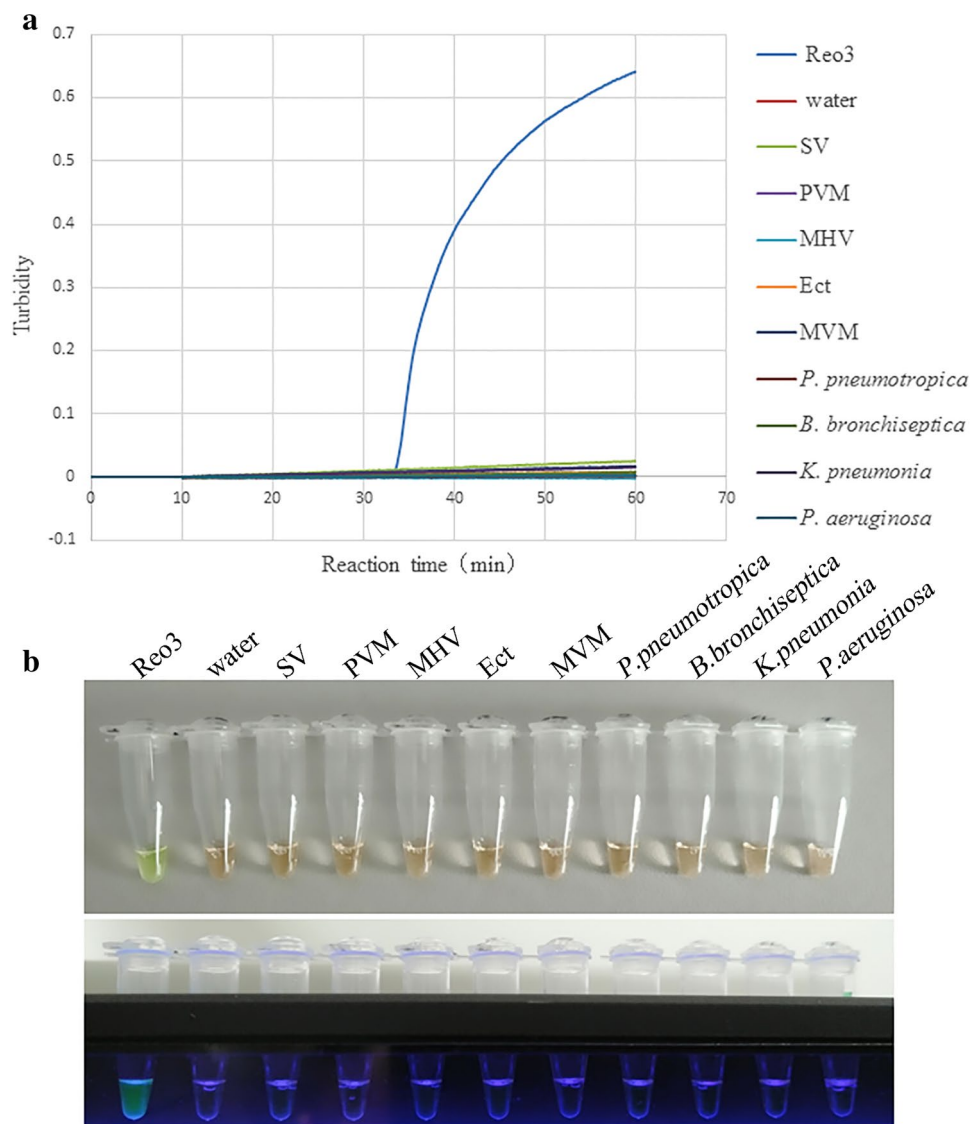 a
0.7
0.6
0.5
0.4
0.3
0.2
0.1
0
-0.1
Turbidity
0 10 20 30 40 50 60 70
Reaction time（min）
Reo3
water
SV
PVM
MHV
Ect
MVM
P. pneumotropica
B. bronchiseptica
K. pneumonia
P. aeruginosa
b
Reo3 water SV PVM MHV Ect MVM P.pneumotropica B.bronchiseptica K.pneumonia P.aeruginosa